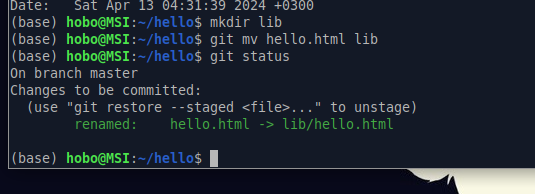 Date:   Sat Apr 13 04:31:39 2024 +0300
(base) hobo@MSI:~/hello$ mkdir lib
(base) hobo@MSI:~/hello$ git mv hello.html lib
(base) hobo@MSI:~/hello$ git status
On branch master
Changes to be committed:
  (use "git restore --staged <file>..." to unstage)
        renamed:    hello.html -> lib/hello.html

(base) hobo@MSI:~/hello$